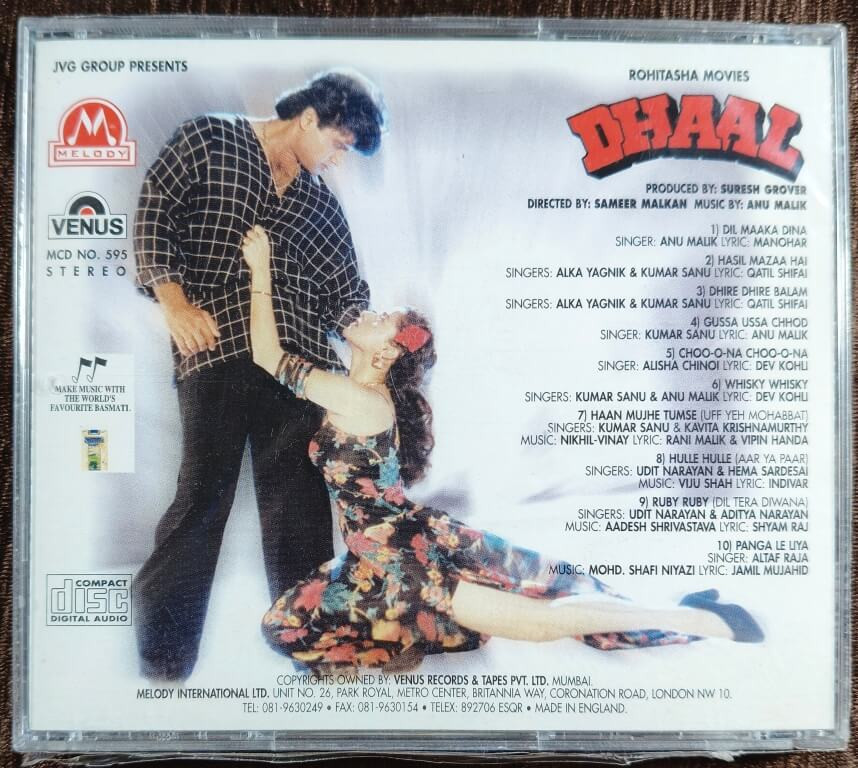 JVG GROUP PRESENTS
ROHITASHA MOVIES
DHAAL
PRODUCED BY: SURESH GROVER
DIRECTED BY: SAMEER MALKAN MUSIC BY: ANU MALIK
M
MELODY
VENUS
MCD NO. 595
STEREO
1) DIL MAAKA DINA
SINGER: ANU MALIK LYRIC: MANOHAR
2) HASIL MAZAA HAI
SINGERS: ALKA YAGNIK & KUMAR SANU LYRIC: QATIL SHIFAI
3) DHIRE DHIRE BALAM
SINGERS: ALKA YAGNIK & KUMAR SANU LYRIC: QATIL SHIFAI
4) GUSSA USSA CHHOD
SINGER: KUMAR SANU LYRIC: ANU MALIK
5) CHOO-O-NA CHOO-O-NA
SINGER: ALISHA CHINOI LYRIC: DEV KOHLI
6) WHISKY WHISKY
SINGERS: KUMAR SANU & ANU MALIK LYRIC: DEV KOHLI
7) HAAN MUJHE TUMSE (UFF YEH MOHABBAT)
SINGERS: KUMAR SANU & KAVITA KRISHNAMURTHY
MUSIC: NIKHIL-VINAY LYRIC: RANI MALIK & VIPIN HANDA
8) HULLE HULLE (AAR YA PAAR)
SINGERS: UDIT NARAYAN & HEMA SARDESAI
MUSIC: VIJU SHAH LYRIC: INDIVAR
9) RUBY RUBY (DIL TERA DIWANA)
SINGERS: UDIT NARAYAN & ADITYA NARAYAN
MUSIC: AADESH SHRIVASTAVA LYRIC: SHYAM RAJ
10) PANGA LE LIYA
SINGER: ALTAF RAJA
MUSIC: MOHD. SHAFI NIYAZI LYRIC: JAMIL MUJAHID
MAKE MUSIC WITH
THE WORLD'S
FAVOURITE BASMATI.
COMPACT
disc
DIGITAL AUDIO
COPYRIGHTS OWNED BY: VENUS RECORDS & TAPES PVT. LTD. MUMBAI.
MELODY INTERNATIONAL LTD. UNIT NO. 26, PARK ROYAL, METRO CENTER, BRITANNIA WAY, CORONATION ROAD, LONDON NW 10.
TEL: 081-9630249 • FAX: 081-9630154 • TELEX: 892706 ESQR • MADE IN ENGLAND.